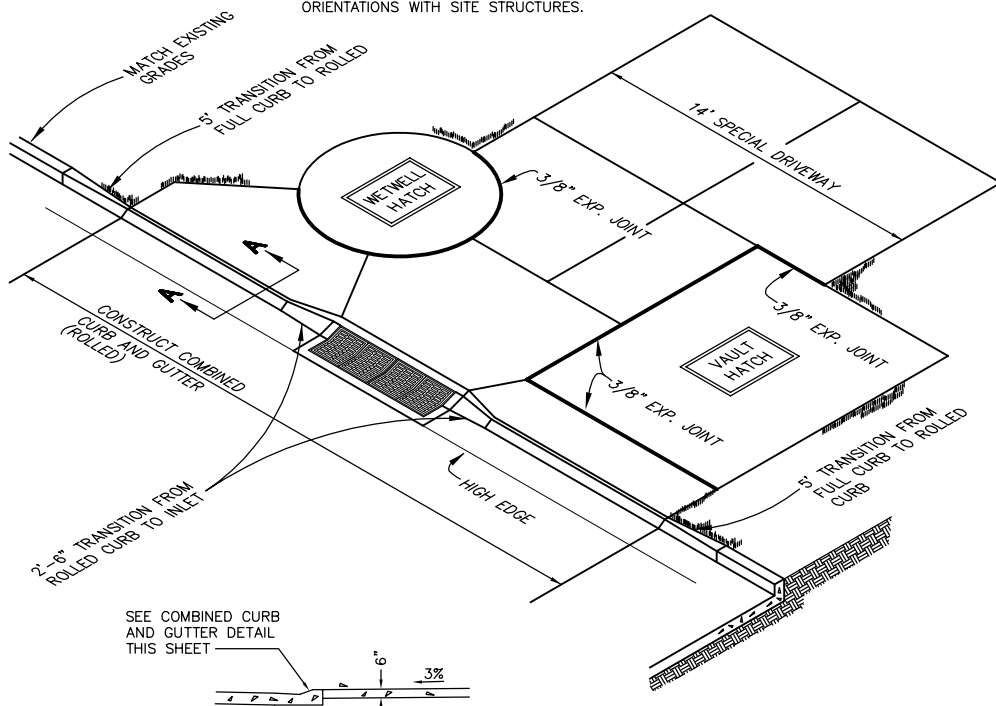 ORIENTATIONS WITH SITE STRUCTURES.
MATCH EXISTING
GRADES
5' TRANSITION FROM
FULL CURB TO ROLLED
14' SPECIAL DRIVEWAY
WETWELL
HATCH
3/8" EXP. JOINT
A
A
CONSTRUCT COMBINED
CURB AND GUTTER
(ROLLED)
3/8" EXP. JOINT
VAULT
HATCH
3/8" EXP. JOINT
HIGH EDGE
5' TRANSITION FROM
FULL CURB TO ROLLED
CURB
2'-6" TRANSITION FROM
ROLLED CURB TO INLET
SEE COMBINED CURB
AND GUTTER DETAIL
THIS SHEET
6"
3%